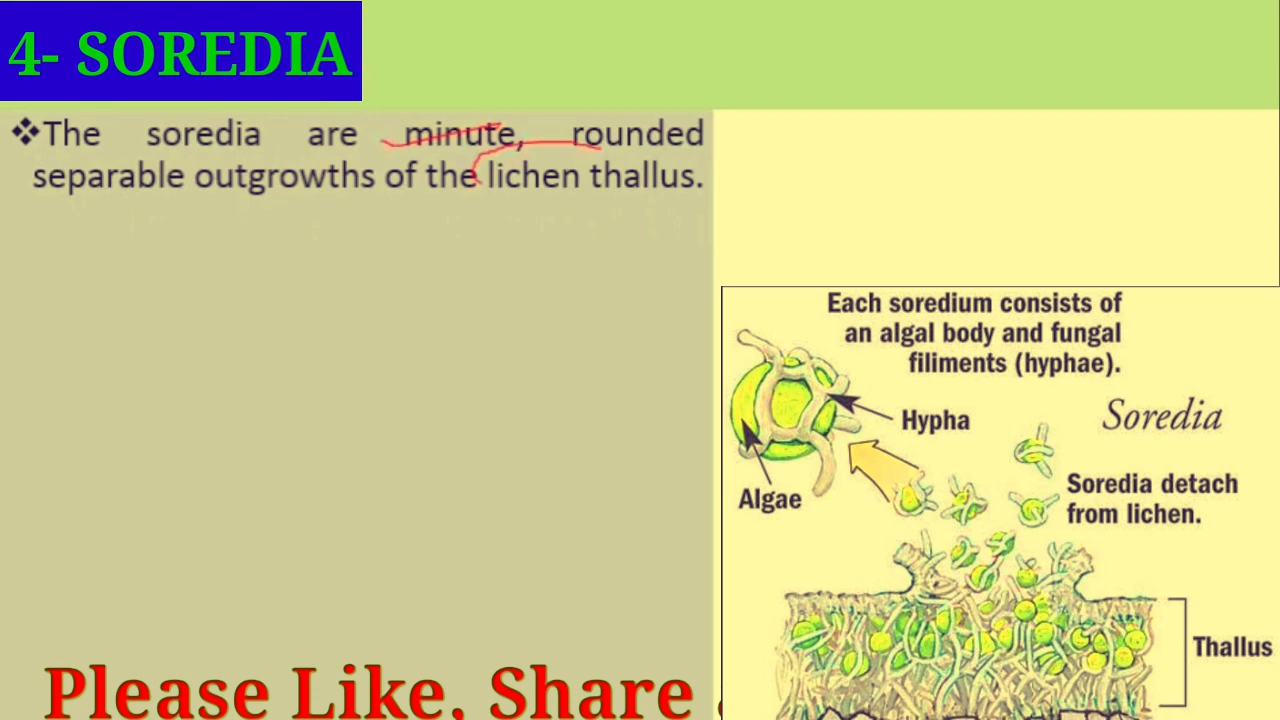 4- SOREDIA
❖The soredia are minute, rounded
separable outgrowths of the lichen thallus.
Each soredium consists of
an algal body and fungal
filiments (hyphae).
Soredia
Hypha
Algae
Soredia detach
from lichen.
Thallus
Please Like, Share